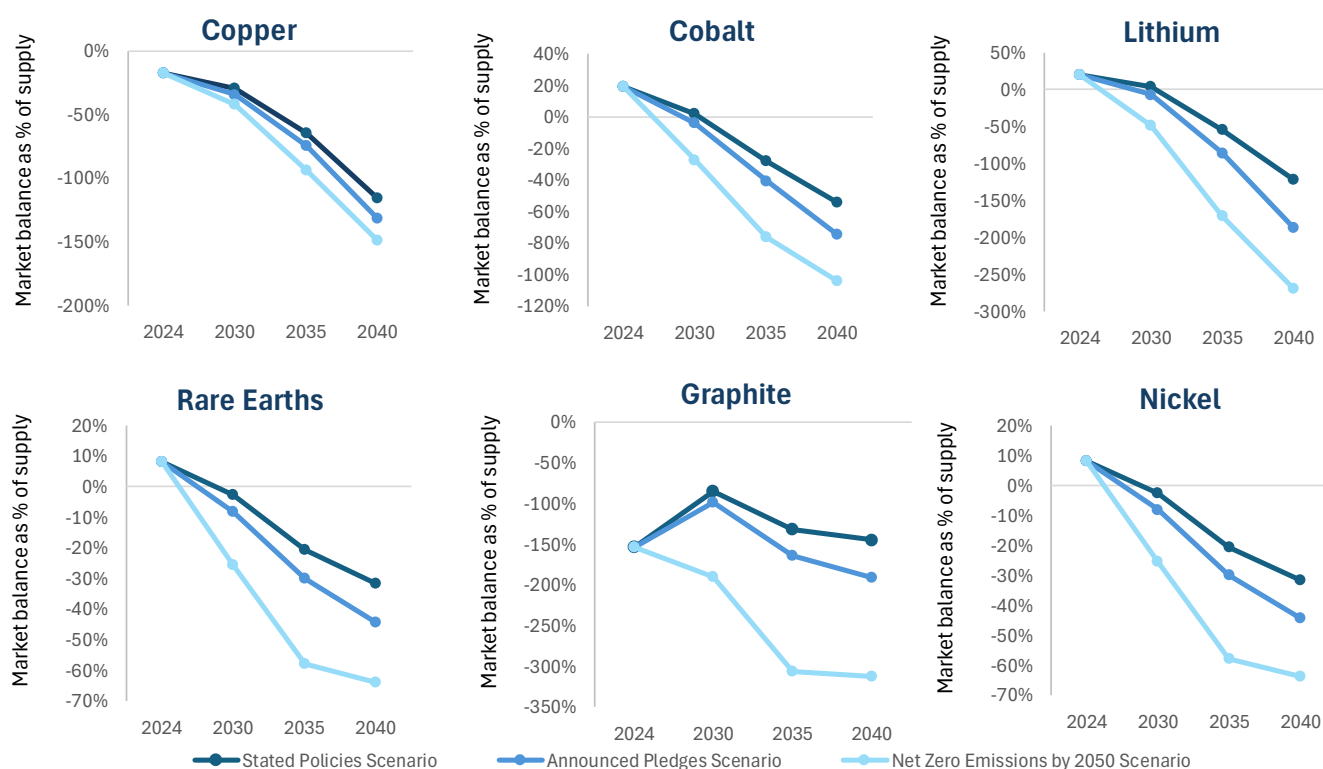 Copper
Market balance as % of supply
0%
-50%
-100%
-150%
-200%
2024 2030 2035 2040
Cobalt
Market balance as % of supply
40%
20%
0%
-20%
-40%
-60%
-80%
-100%
-120%
2024 2030 2035 2040
Lithium
Market balance as % of supply
50%
0%
-50%
-100%
-150%
-200%
-250%
-300%
2024 2030 2035 2040
Rare Earths
Market balance as % of supply
20%
10%
0%
-10%
-20%
-30%
-40%
-50%
-60%
-70%
2024 2030 2035 2040
Graphite
Market balance as % of supply
0%
-50%
-100%
-150%
-200%
-250%
-300%
-350%
2024 2030 2035 2040
Nickel
Market balance as % of supply
20%
10%
0%
-10%
-20%
-30%
-40%
-50%
-60%
-70%
2024 2030 2035 2040
Stated Policies Scenario Announced Pledges Scenario Net Zero Emissions by 2050 Scenario